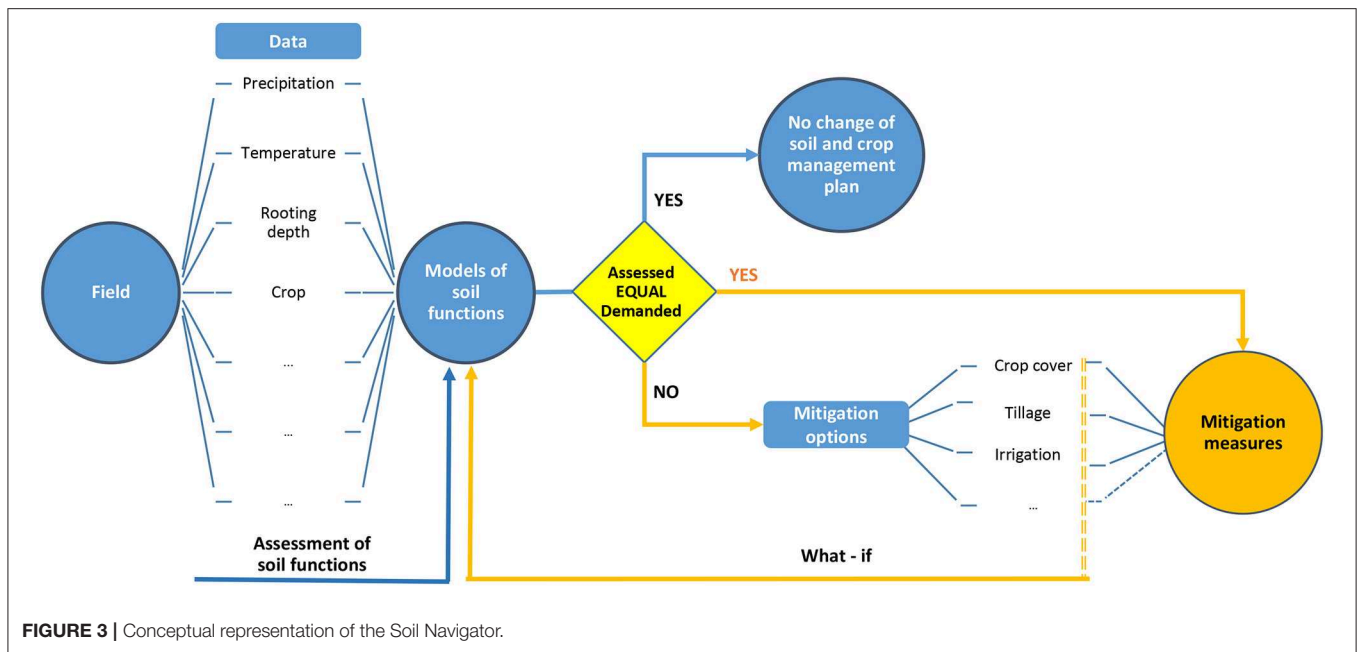 Data
Precipitation
Temperature
Rooting
depth
Crop
...
...
...
Field
Models of
soil
functions
Assessment of
soil functions
Assessed
EQUAL
Demanded
YES
No change of
soil and crop
management
plan
YES
NO
Mitigation
options
Crop cover
Tillage
Irrigation
...
Mitigation
measures
What - if
FIGURE 3 | Conceptual representation of the Soil Navigator.